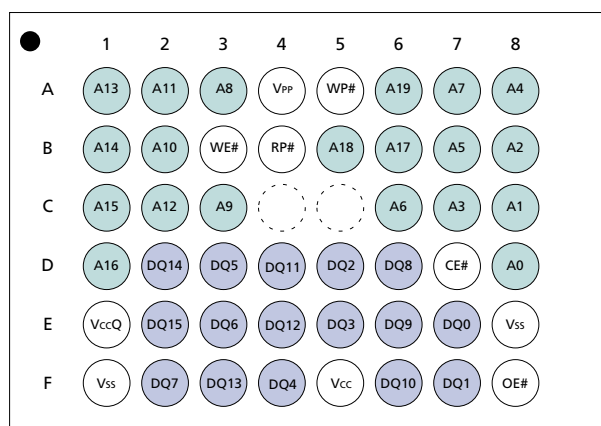 1 2 3 4 5 6 7 8
A A13 A11 A8 VPP WP# A19 A7 A4
B A14 A10 WE# RP# A18 A17 A5 A2
C A15 A12 A9 A6 A3 A1
D A16 DQ14 DQ5 DQ11 DQ2 DQ8 CE# A0
E VccQ DQ15 DQ6 DQ12 DQ3 DQ9 DQ0 Vss
F Vss DQ7 DQ13 DQ4 Vcc DQ10 DQ1 OE#